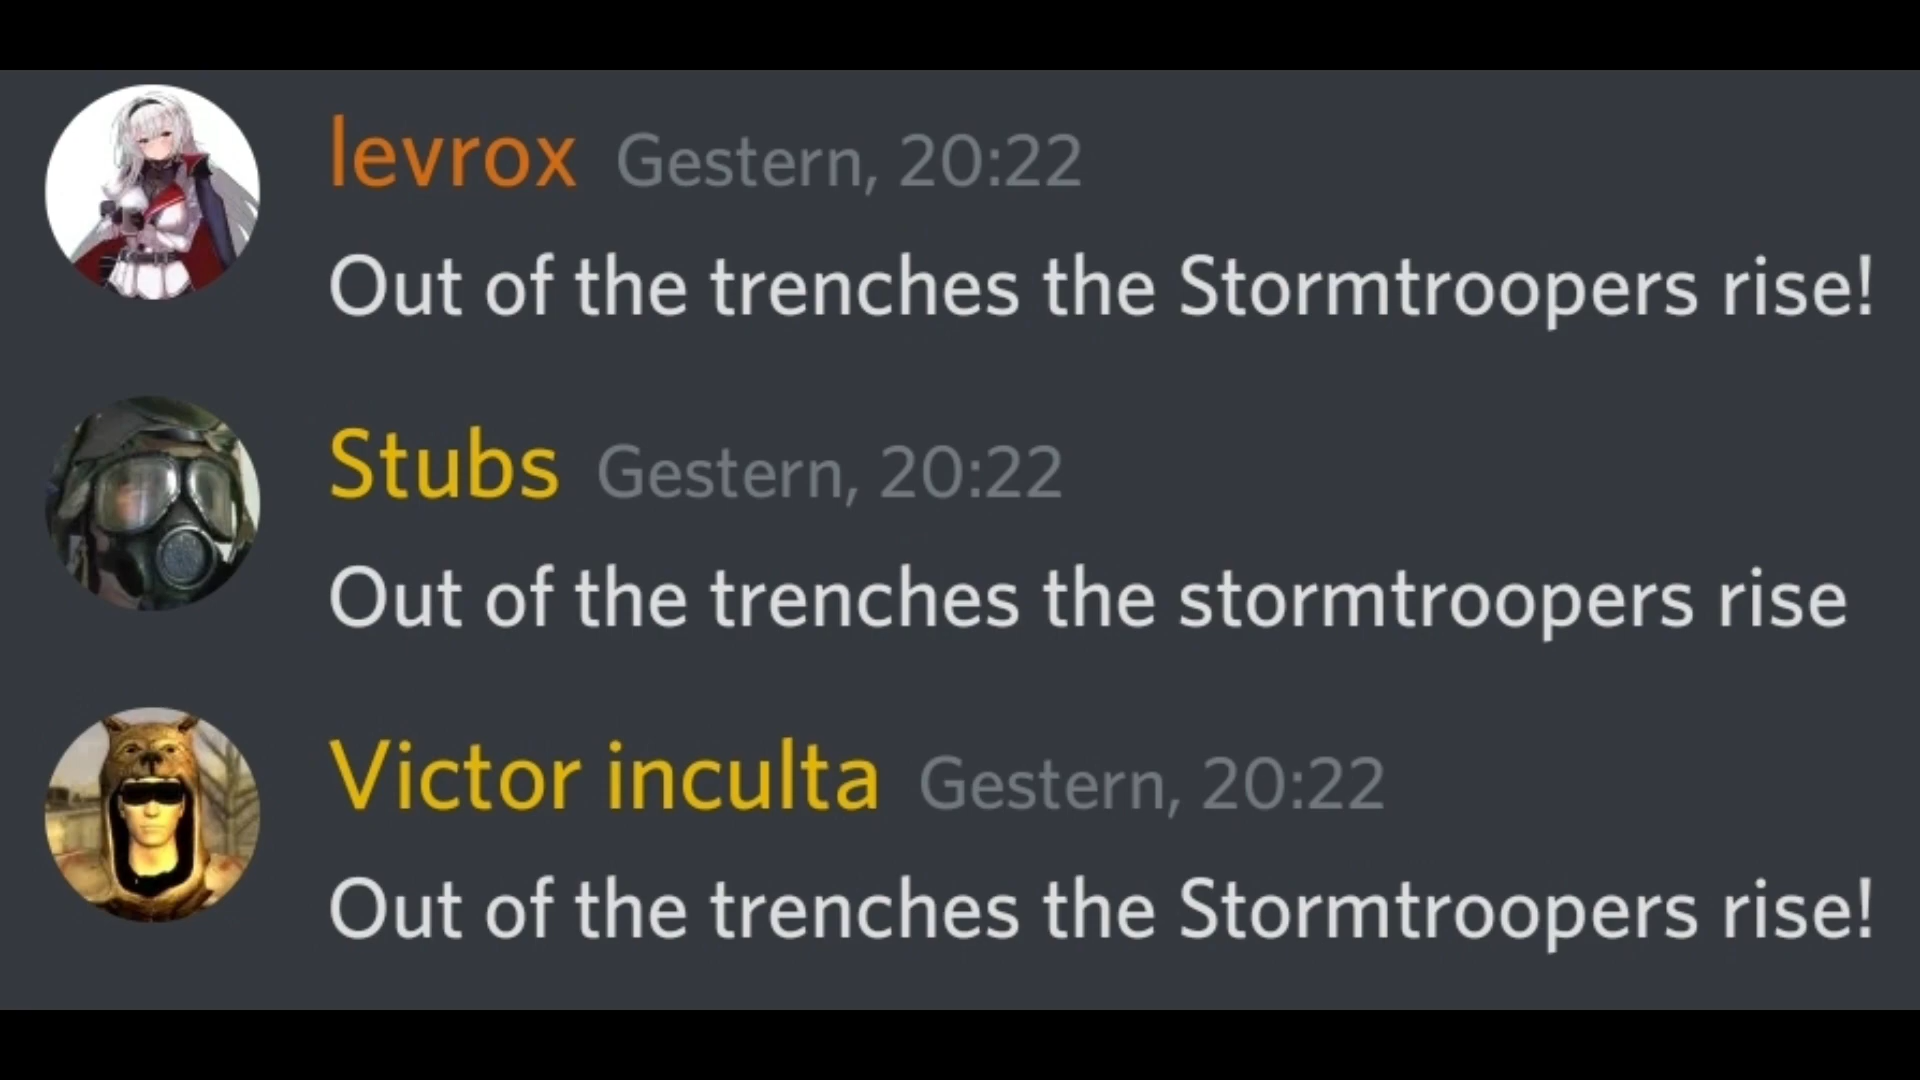 levrox Gestern, 20:22
Out of the trenches the Stormtroopers rise!
Stubs Gestern, 20:22
Out of the trenches the stormtroopers rise
Victor inculta Gestern, 20:22
Out of the trenches the Stormtroopers rise!